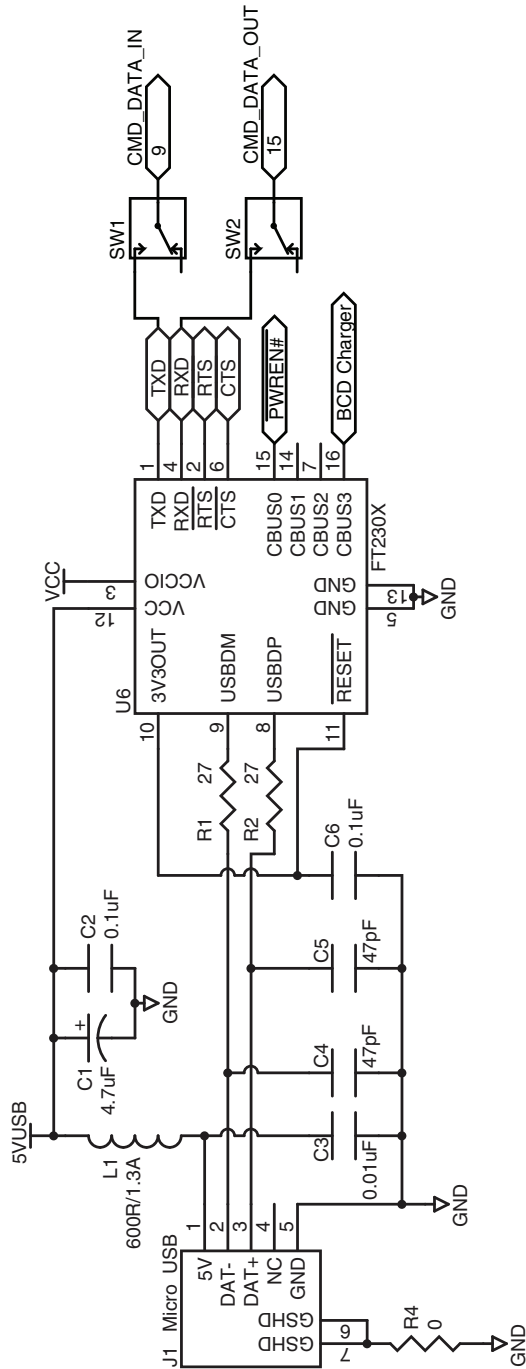 5VUSB
L1
600R/1.3A
C1
4.7uF
+
C2
0.1uF
GND
VCC
J1 Micro USB
5V
1
DAT-
2
DAT+
3
NC
4
GND
5
GSHD
GSHD
7
6
R4
0
GND
C3
0.01uF
C4
47pF
C5
47pF
C6
0.1uF
GND
R1
27
R2
27
U6
12
VCC
3
VCCIO
10
3V3OUT
9
USBDM
8
USBDP
11
RESET
TXD
1
RXD
4
RTS
2
CTS
6
CBUS0
15
CBUS1
14
CBUS2
7
CBUS3
16
GND
GND
5
13
FT230X
GND
TXD
RXD
RTS
CTS
PWREN#
BCD Charger
SW1
CMD_DATA_IN
9
SW2
CMD_DATA_OUT
15